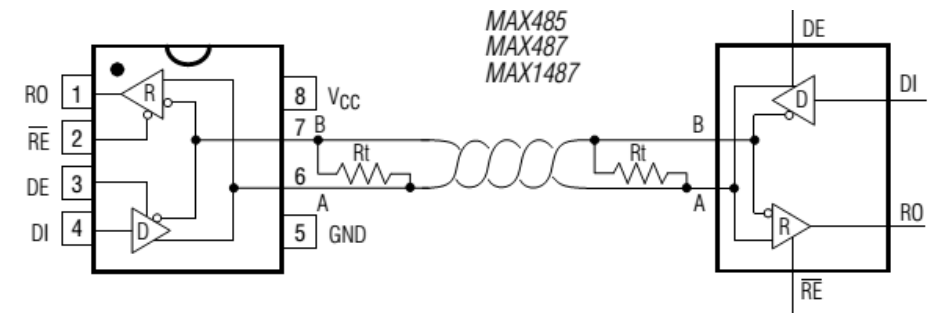 MAX485
MAX487
MAX1487
DE
RO 1
R
8 VCC
D
DI
RE 2
7 B
B
Rt
Rt
DE 3
6
A
A
DI 4
D
5 GND
R
RO
RE